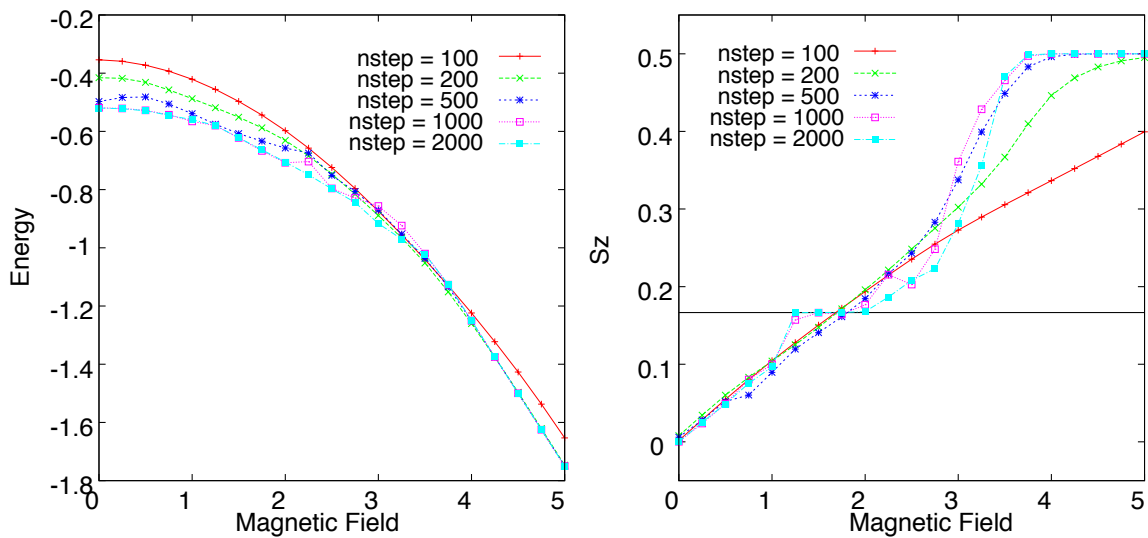 -0.2
-0.4
-0.6
-0.8
-1
-1.2
-1.4
-1.6
-1.8
Energy
0 1 2 3 4 5
Magnetic Field
nstep = 100
nstep = 200
nstep = 500
nstep = 1000
nstep = 2000
0.5
0.4
0.3
0.2
0.1
0
Sz
0 1 2 3 4 5
Magnetic Field
nstep = 100
nstep = 200
nstep = 500
nstep = 1000
nstep = 2000